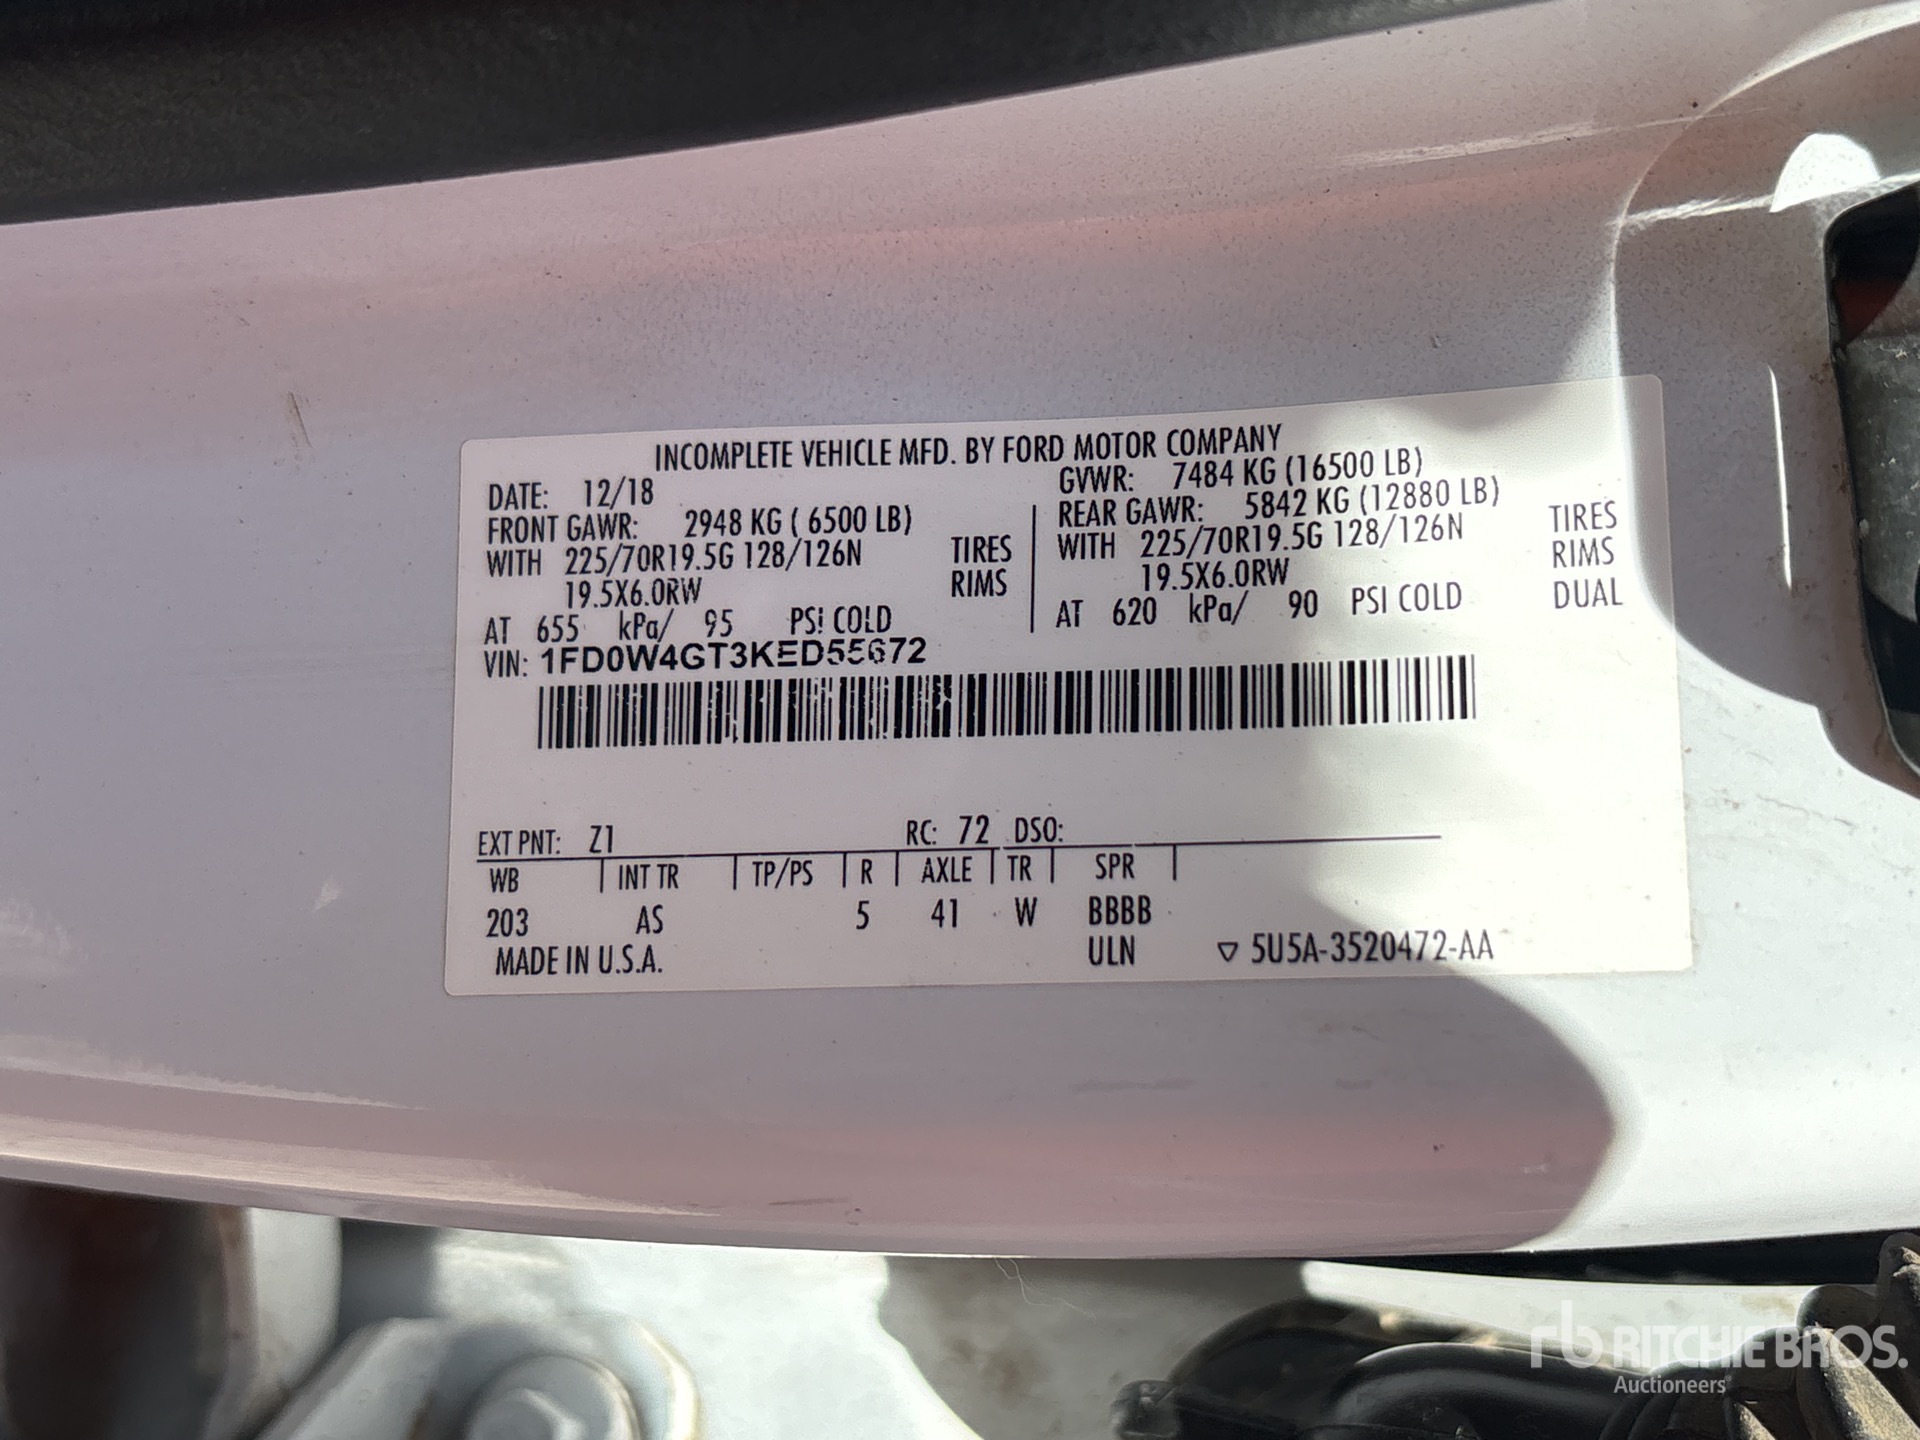 INCOMPLETE VEHICLE MFD. BY FORD MOTOR COMPANY
DATE: 12/18 GVWR: 7484 KG (16500 LB)
FRONT GAWR: 2948 KG ( 6500 LB) REAR GAWR: 5842 KG (12880 LB)
WITH 225/70R19.5G 128/126N TIRES WITH 225/70R19.5G 128/126N TIRES
19.5X6.0RW RIMS 19.5X6.0RW RIMS
AT 655 kPa/ 95 PSI COLD AT 620 kPa/ 90 PSI COLD DUAL
VIN: 1FD0W4GT3KED55672
EXT PNT: Z1 RC: 72 DSO:
WB INT TR TP/PS R AXLE TR SPR
203 AS 5 41 W BBBB
MADE IN U.S.A. ULN ▽ 5U5A-3520472-AA
rb RITCHIE BROS.
Auctioneers